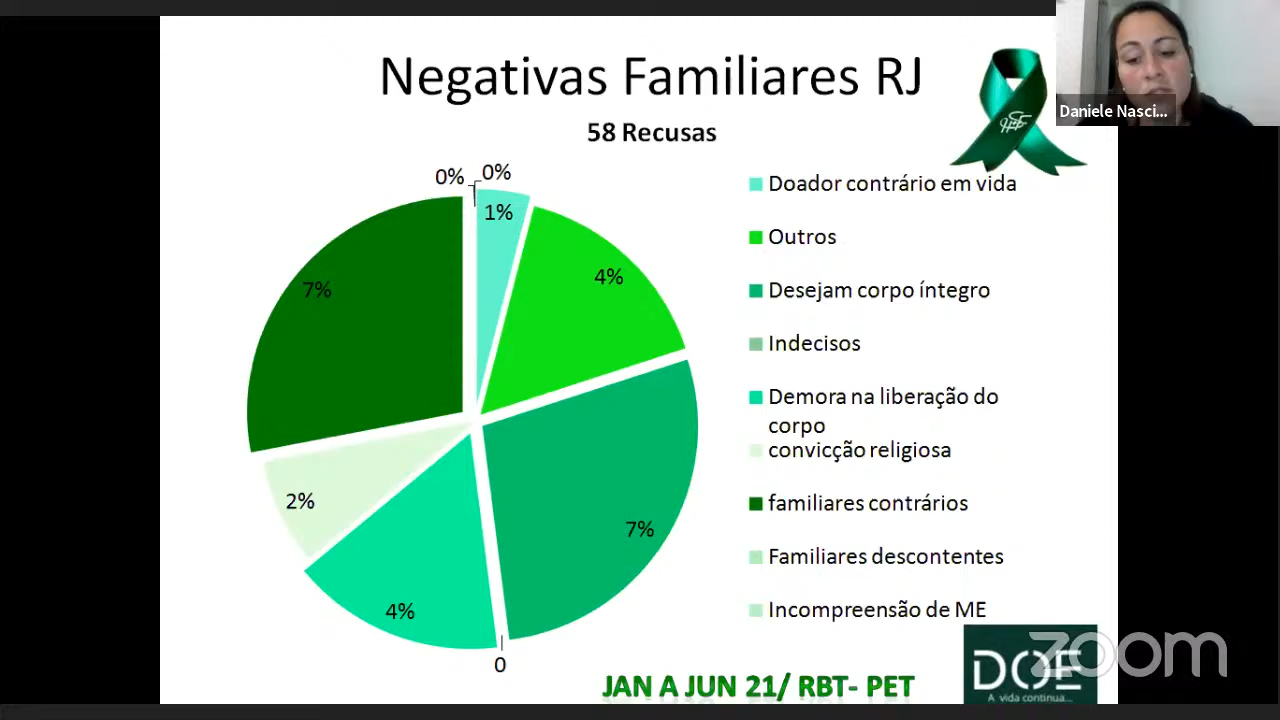 Negativas Familiares RJ
58 Recusas
Daniele Nasci...
0%
0%
1%
4%
7%
7%
2%
4%
0
Doador contrário em vida
Outros
Desejam corpo íntegro
Indecisos
Demora na liberação do
corpo
convicção religiosa
familiares contrários
Familiares descontentes
Incompreensão de ME
JAN A JUN 21/ RBT- PET
DOE
A vida continua...
zoom